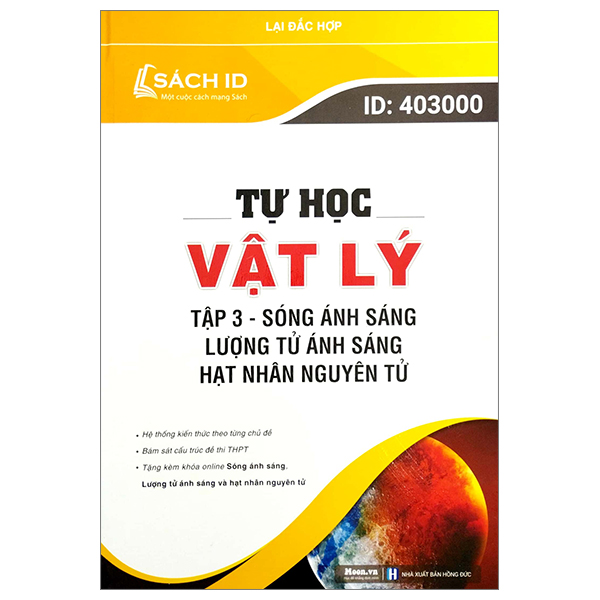 LẠI ĐẮC HỢP
SÁCH ID
Một cuộc cách mạng Sách
ID: 403000
TỰ HỌC
VẬT LÝ
TẬP 3 - SÓNG ÁNH SÁNG
LƯỢNG TỬ ÁNH SÁNG
HẠT NHÂN NGUYÊN TỬ
• Hệ thống kiến thức theo từng chủ đề
• Bám sát cấu trúc đề thi THPT
• Tặng kèm khóa online Sóng ánh sáng,
Lượng tử ánh sáng và hạt nhân nguyên tử
Moon.vn
H NHÀ XUẤT BẢN HỒNG ĐỨC